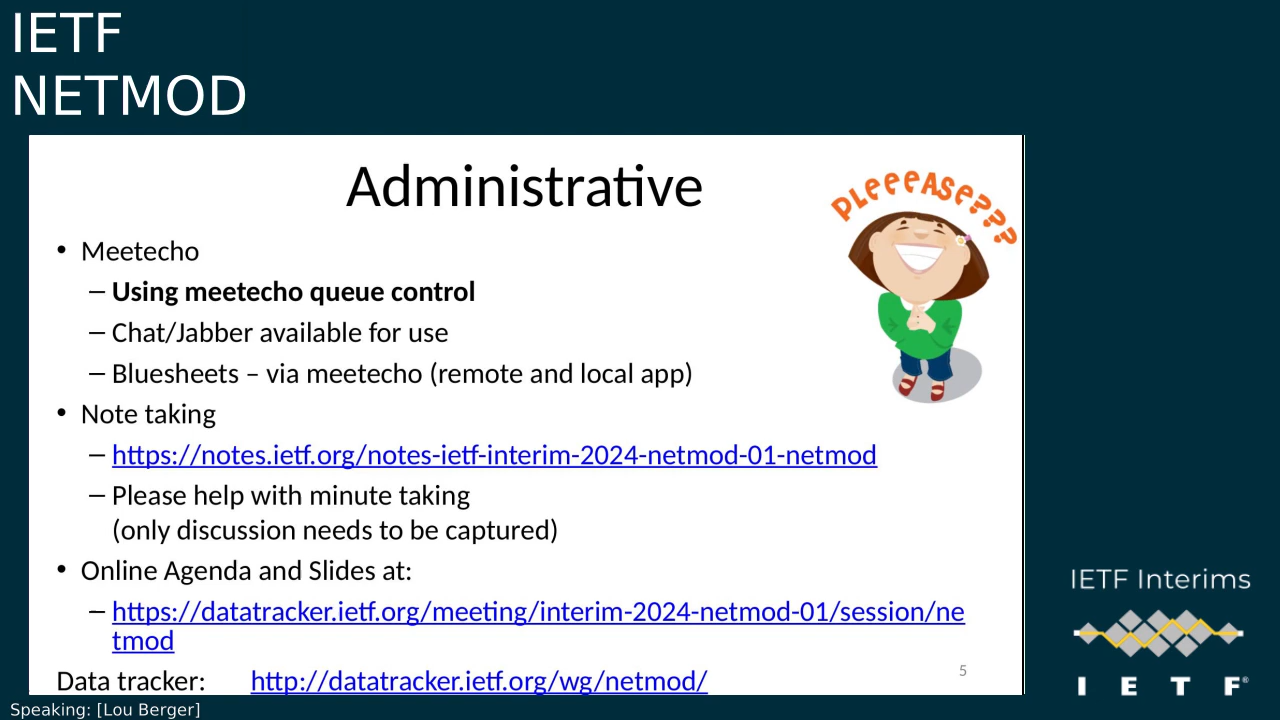 IETF
NETMOD
Administrative
PLEEEASE???
• Meetecho
– Using meetecho queue control
– Chat/Jabber available for use
– Bluesheets – via meetecho (remote and local app)
• Note taking
– https://notes.ietf.org/notes-ietf-interim-2024-netmod-01-netmod
– Please help with minute taking
(only discussion needs to be captured)
• Online Agenda and Slides at:
– https://datatracker.ietf.org/meeting/interim-2024-netmod-01/session/ne
tmod
Data tracker: http://datatracker.ietf.org/wg/netmod/
5
IETF Interims
I E T F®
Speaking: [Lou Berger]